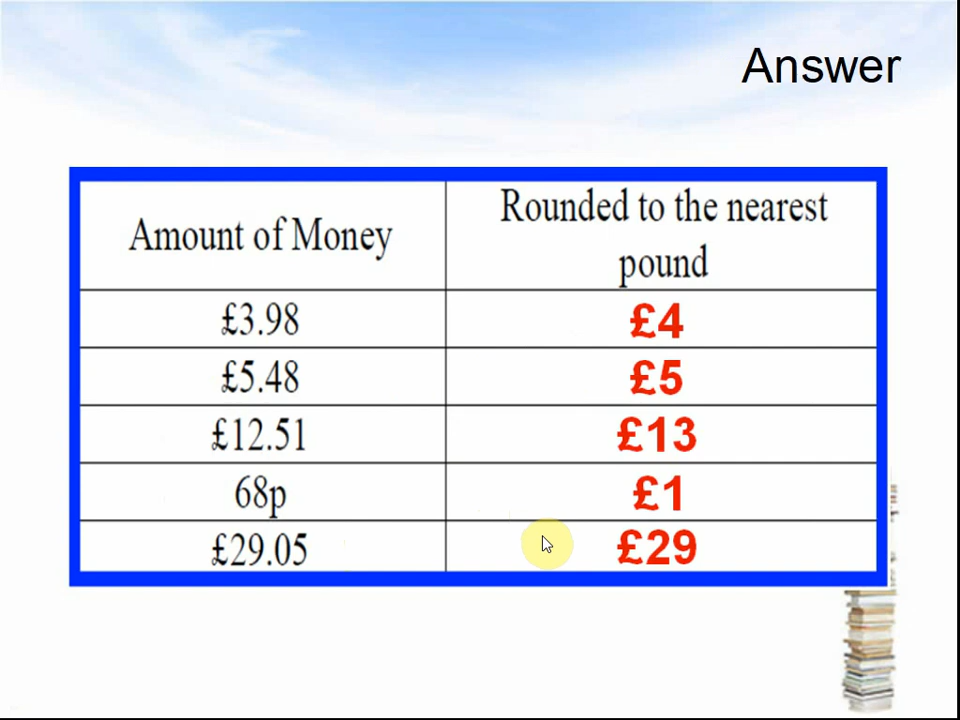 Answer
Amount of Money
Rounded to the nearest
pound
£3.98
£4
£5.48
£5
£12.51
£13
68p
£1
£29.05
£29